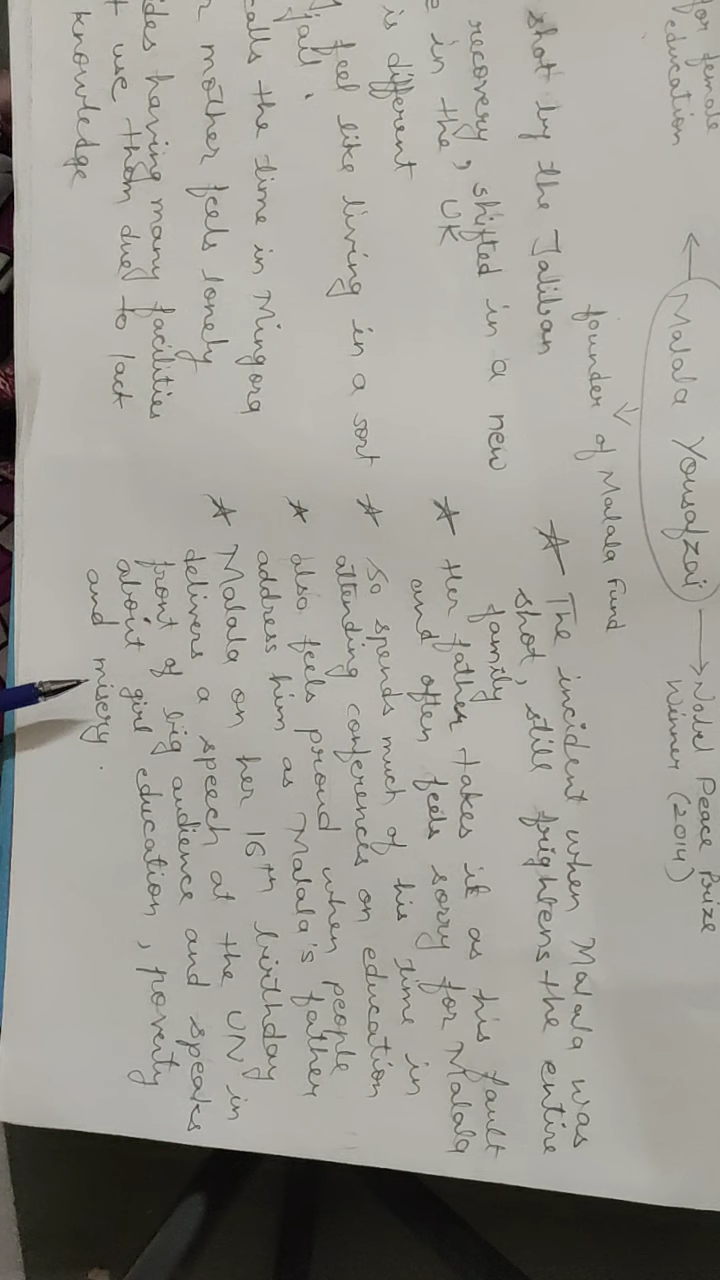 for female
education
Malala Yousafzai
Nobel Peace Prize
Winner (2014)
founder of Malala Fund
shot by the Taliban
recovery, shifted in a new
in the UK
is different
feel like living in a sort
jail.
calls the time in Mingora
mother feels lonely
des having many facilities
t use them due to lack
knowledge
★ The incident when Malala was
shot, still frightens the entire
family
★ Her father takes it as his fault
and often feels sorry for Malala
★ So spends much of his time in
attending conferences on education
★ also feels proud when people
address him as Malala's father
★ Malala on her 16th birthday
delivers a speech at the UN in
front of big audience and speaks
about girl education, poverty
and misery.